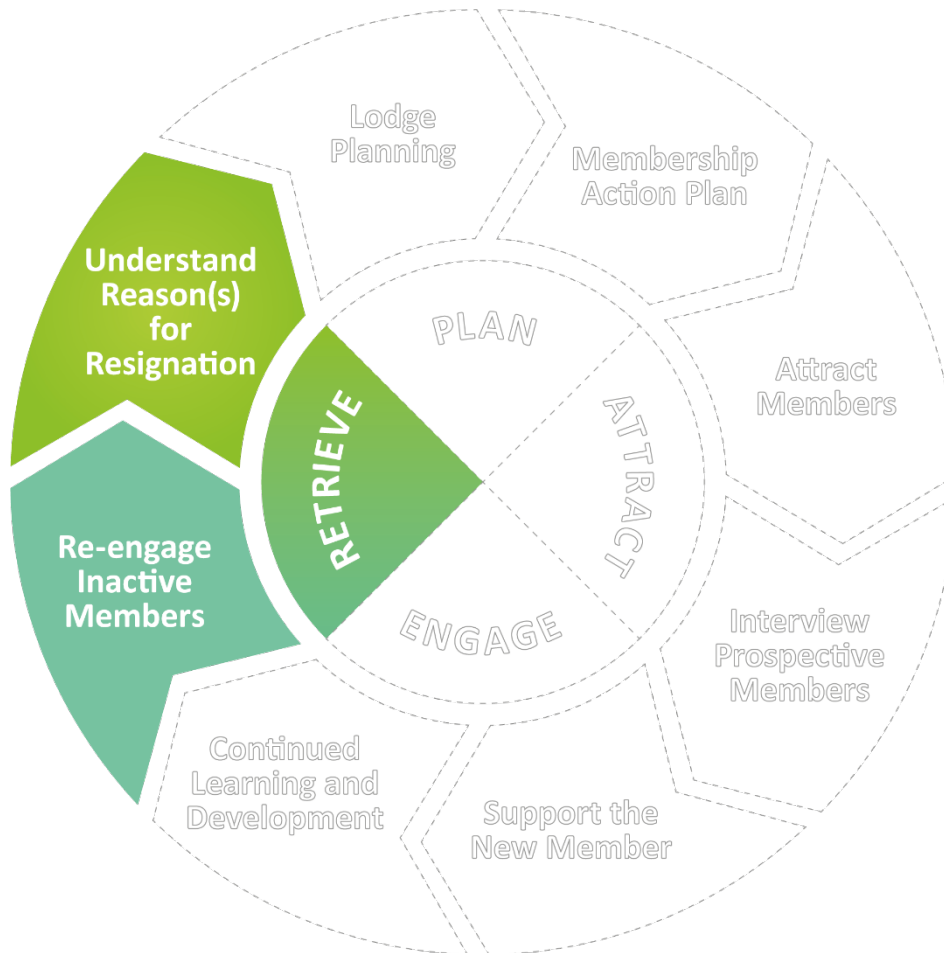 Lodge
Planning
Membership
Action Plan
Attract
Members
Interview
Prospective
Members
Support the
New Member
Continued
Learning and
Development
Re-engage
Inactive
Members
Understand
Reason(s)
for
Resignation
PLAN
ATTRACT
ENGAGE
RETRIEVE